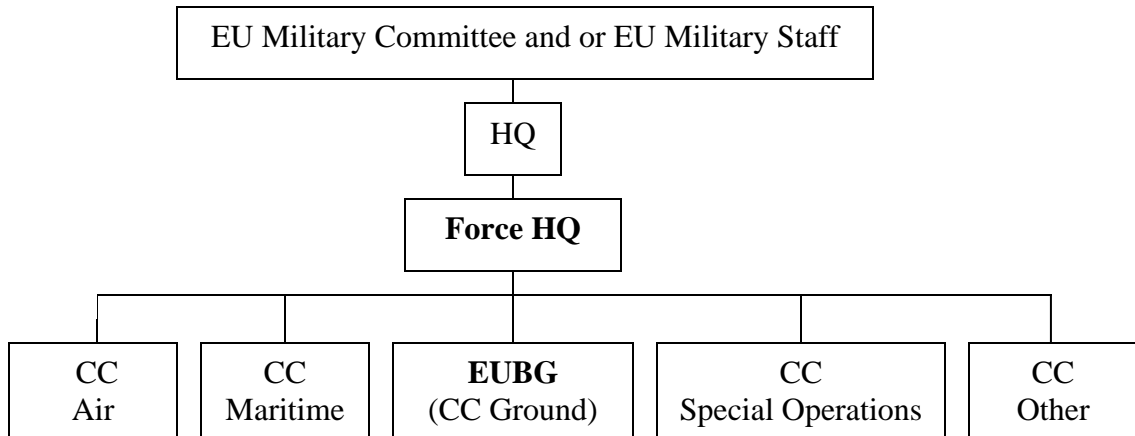 EU Military Committee and or EU Military Staff
HQ
Force HQ
CC
Air
CC
Maritime
EUBG
(CC Ground)
CC
Special Operations
CC
Other